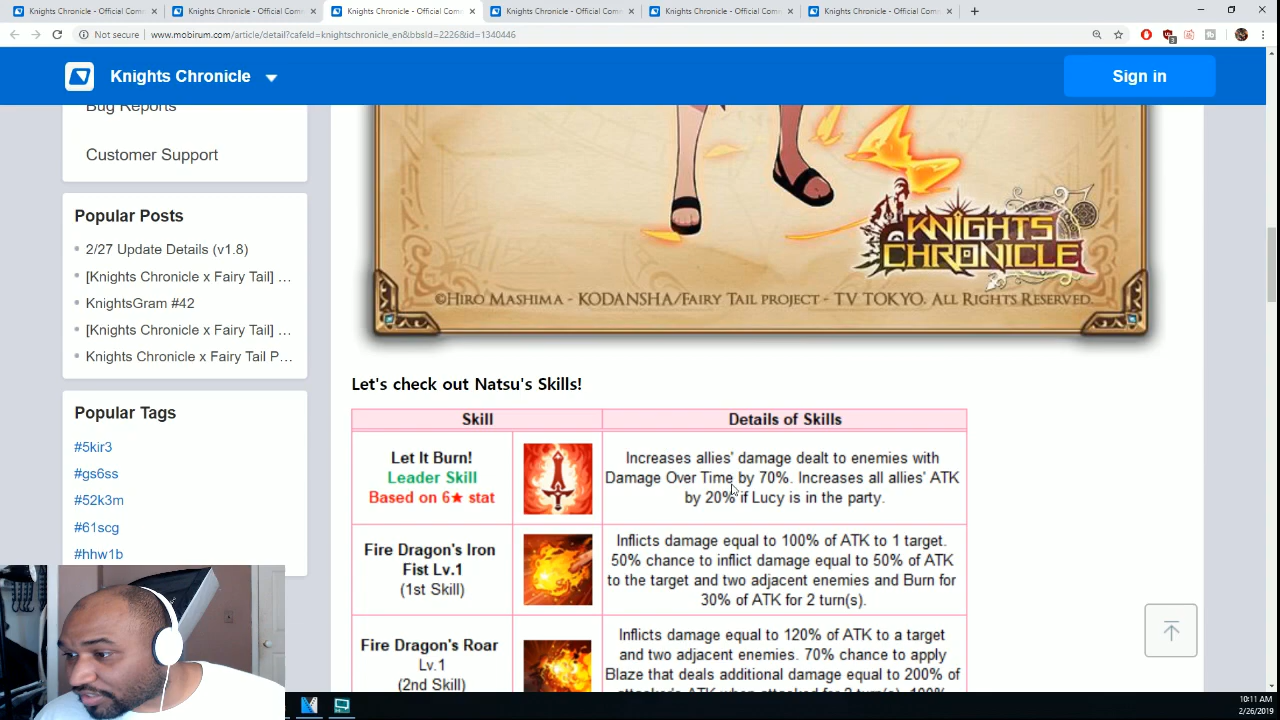 Knights Chronicle - Official Com
Knights Chronicle - Official Com
Knights Chronicle - Official Com
Knights Chronicle - Official Com
Knights Chronicle - Official Com
Knights Chronicle - Official Com
Not secure
www.mobirum.com/article/detail?cafeId=knightschronicle_en&bbsId=2226&id=1340446
Knights Chronicle
Sign in
Bug Reports
Customer Support
Popular Posts
2/27 Update Details (v1.8)
[Knights Chronicle x Fairy Tail] ...
KnightsGram #42
[Knights Chronicle x Fairy Tail] ...
Knights Chronicle x Fairy Tail P...
Popular Tags
#5kir3
#gs6ss
#52k3m
#61scg
#hhw1b
KNIGHTS
CHRONICLE
©HIRO MASHIMA - KODANSHA/FAIRY TAIL PROJECT - TV TOKYO. ALL RIGHTS RESERVED.
Let's check out Natsu's Skills!
Skill
Details of Skills
Let It Burn!
Leader Skill
Based on 6★ stat
Increases allies' damage dealt to enemies with
Damage Over Time by 70%. Increases all allies' ATK
by 20% if Lucy is in the party.
Fire Dragon's Iron
Fist Lv.1
(1st Skill)
Inflicts damage equal to 100% of ATK to 1 target.
50% chance to inflict damage equal to 50% of ATK
to the target and two adjacent enemies and Burn for
30% of ATK for 2 turn(s).
Fire Dragon's Roar
Lv.1
(2nd Skill)
Inflicts damage equal to 120% of ATK to a target
and two adjacent enemies. 70% chance to apply
Blaze that deals additional damage equal to 200% of
attacker's ATK when attacked for 2 turn(s). 100%
10:11 AM
2/26/2019